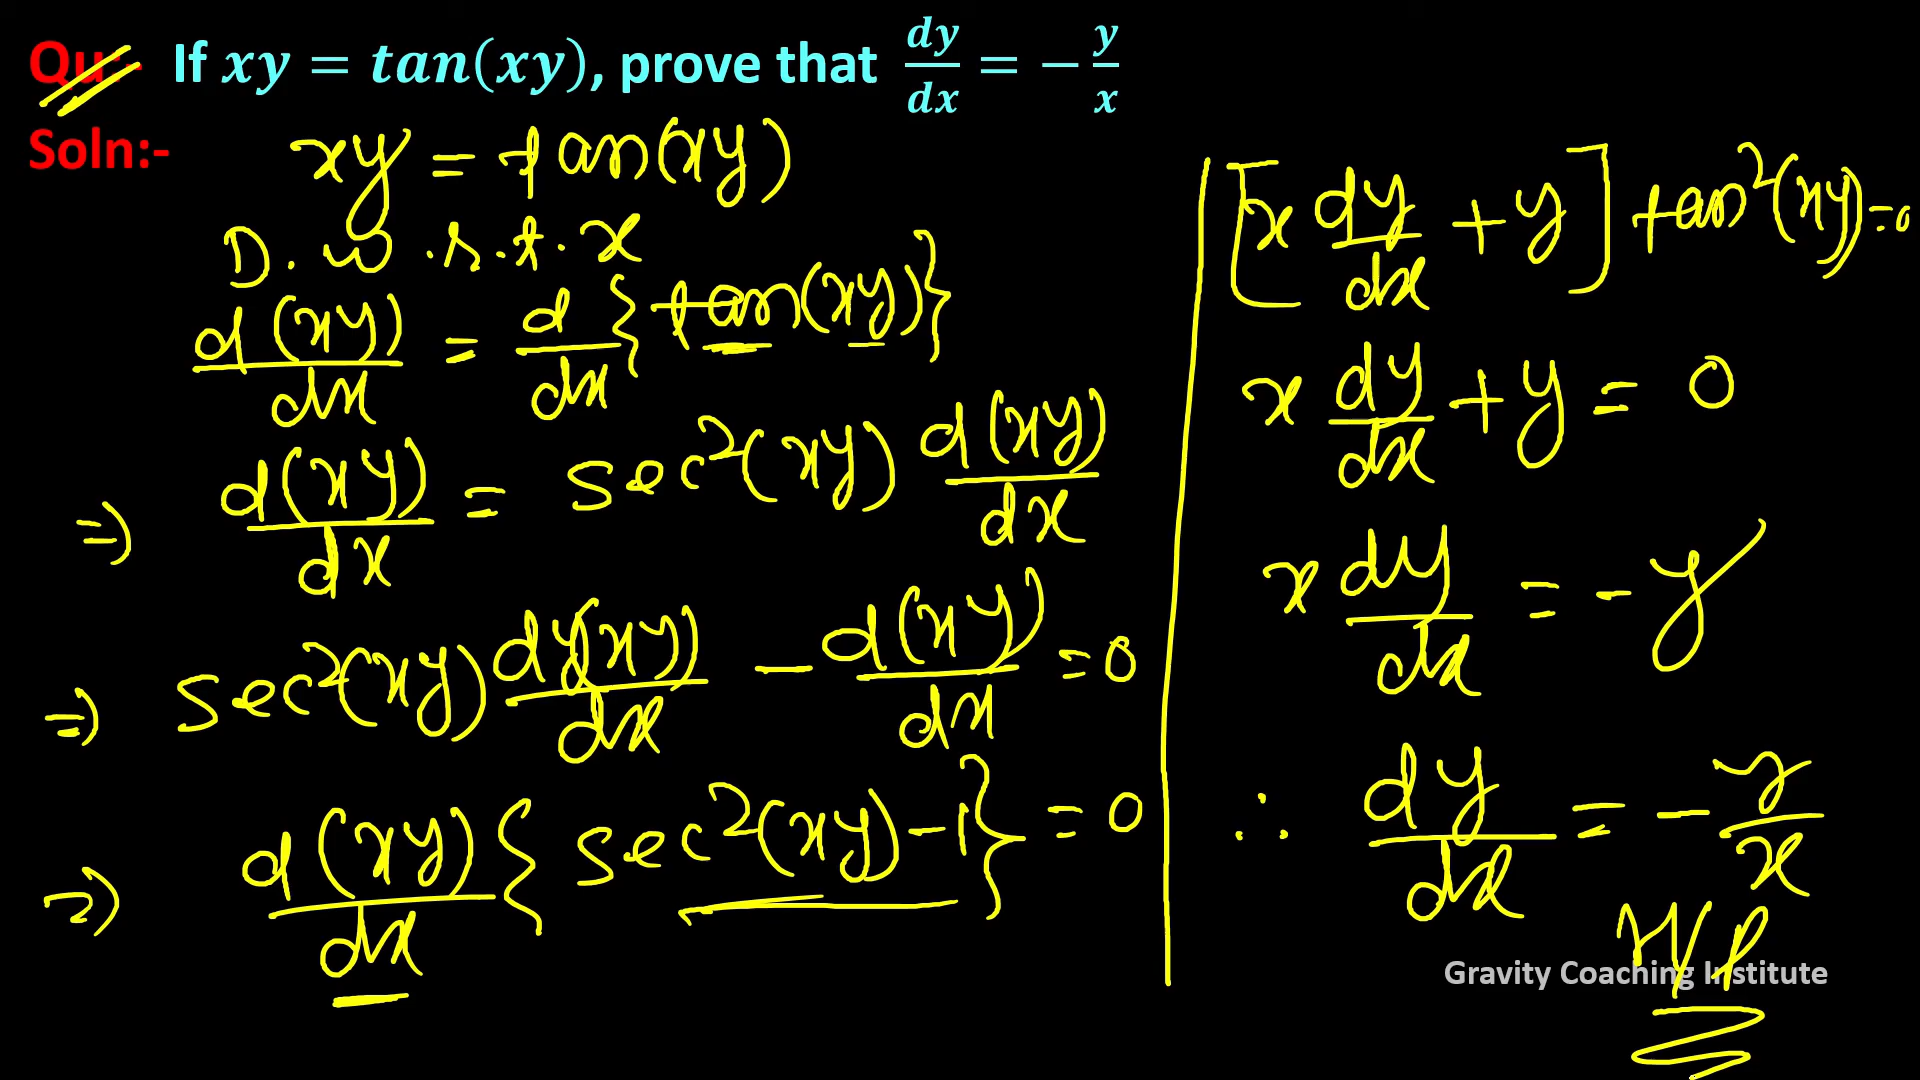 Qu:- If xy = tan(xy), prove that dy/dx = −y/x
Soln:- xy = tan(xy)
D.w.r.t.x
d(xy)/dx = d/dx{tan(xy)}
⇒ d(xy)/dx = sec²(xy) d(xy)/dx
⇒ sec²(xy) dy(xy)/dx − d(xy)/dx = 0
⇒ d(xy)/dx {sec²(xy)−1} = 0
[x dy/dx + y] tan²(xy) = 0
x dy/dx + y = 0
x dy/dx = −y
∴ dy/dx = −y/x
H/P
Gravity Coaching Institute